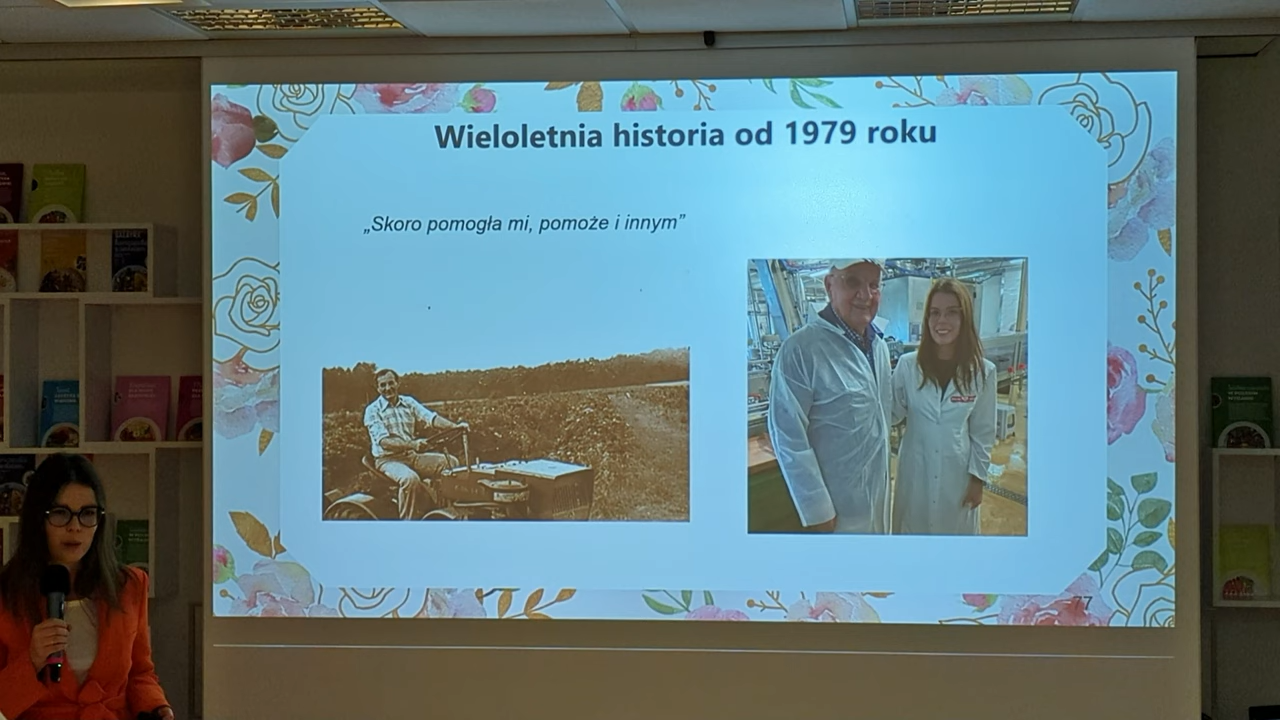 Wieloletnia historia od 1979 roku
„Skoro pomogła mi, pomoże i innym”